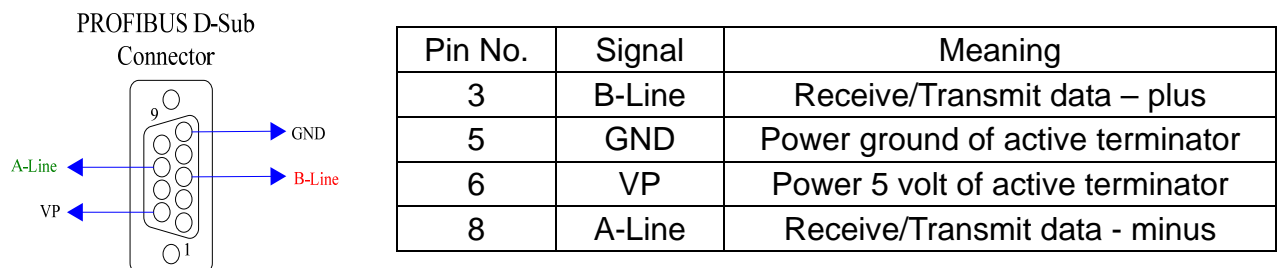 PROFIBUS D-Sub
Connector
9
GND
A-Line
B-Line
VP
1
Pin No. Signal Meaning
3 B-Line Receive/Transmit data – plus
5 GND Power ground of active terminator
6 VP Power 5 volt of active terminator
8 A-Line Receive/Transmit data - minus